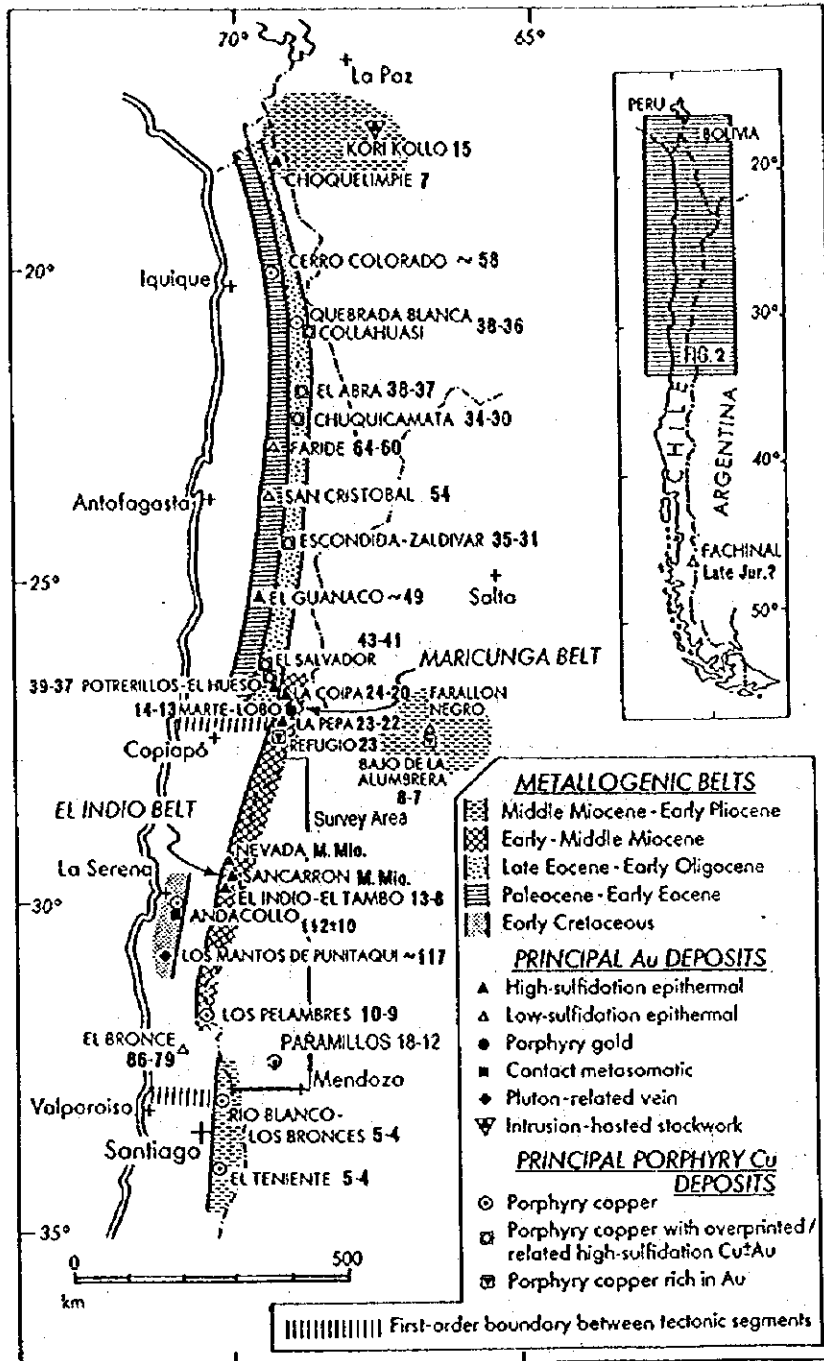 70°
65°
La Paz
PERU
BOLIVIA
KORI KOLLO 15
CHOQUELIMPIE 7
20°
20°
Iquique
CERRO COLORADO ~ 58
QUEBRADA BLANCA
COLLAHUASI
38-36
30°
FIG. 2
EL ABRA 38-37
CHUQUICAMATA 34-30
FARIDE 64-60
CHILE
ARGENTINA
40°
Antofagasta
SAN CRISTOBAL 54
ESCONDIDA-ZALDIVAR 35-31
FACHINAL
Late Jur.?
25°
EL GUANACO ~49
Salta
50°
43-41
EL SALVADOR
MARICUNGA BELT
39-37 POTRERILLOS-EL HUESO
LA COIPA 24-20
FARALLON
NEGRO
14-13 MARTE-LOBO
LA PEPA 23-22
Copiapó
REFUGIO 23
BAJO DE LA
ALUMBRERA
8-7
EL INDIO BELT
Survey Area
NEVADA M. Mio.
La Serena
SANCARRON M. Mio.
EL INDIO-EL TAMBO 13-8
30°
ANDACOLLO
112±10
LOS MANTOS DE PUNITAQUI ~117
LOS PELAMBRES 10-9
EL BRONCE
86-79
PARAMILLOS 18-12
Mendoza
Valparaiso
RIO BLANCO-
LOS BRONCES 5-4
Santiago
EL TENIENTE 5-4
35°
0
500
km
METALLOGENIC BELTS
Middle Miocene - Early Pliocene
Early - Middle Miocene
Late Eocene - Early Oligocene
Paleocene - Early Eocene
Early Cretaceous
PRINCIPAL Au DEPOSITS
High-sulfidation epithermal
Low-sulfidation epithermal
Porphyry gold
Contact metasomatic
Pluton-related vein
Intrusion-hosted stockwork
PRINCIPAL PORPHYRY Cu
DEPOSITS
Porphyry copper
Porphyry copper with overprinted/
related high-sulfidation Cu±Au
Porphyry copper rich in Au
First-order boundary between tectonic segments